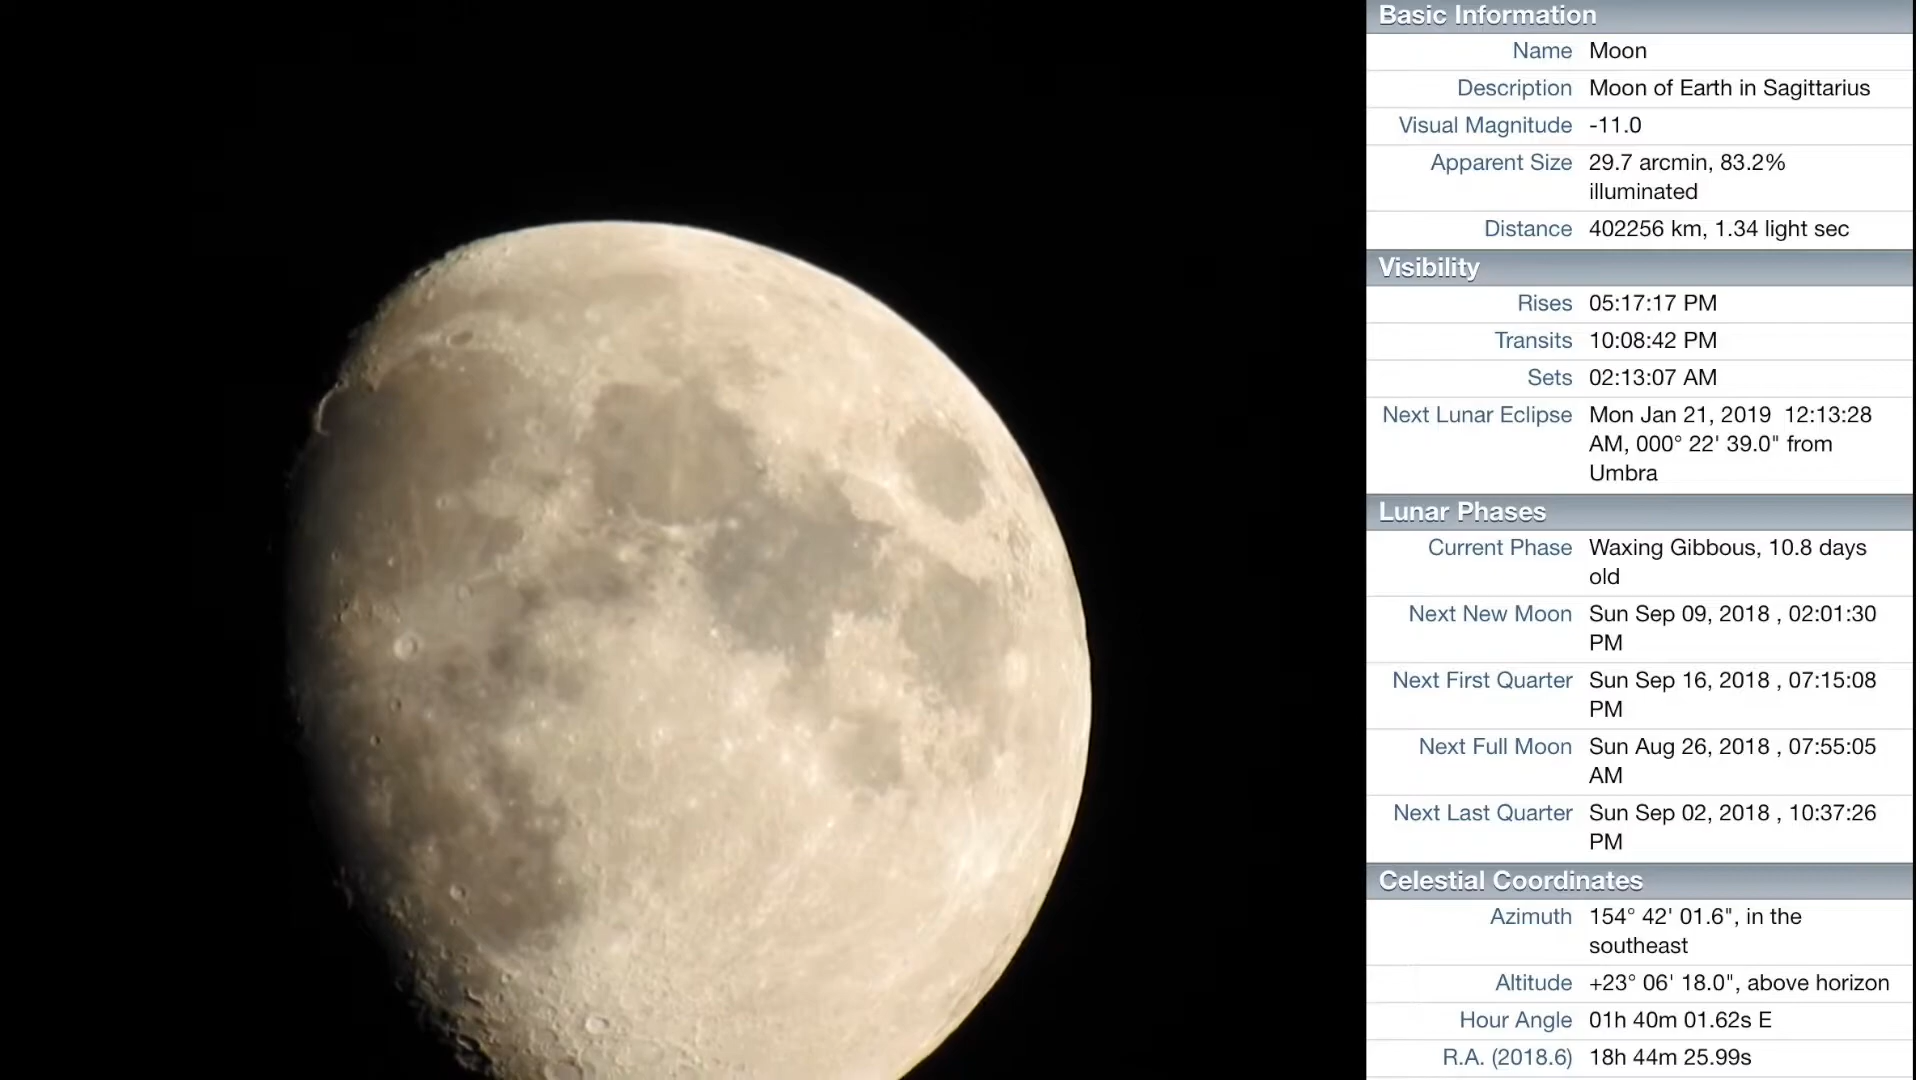 Basic Information
Name Moon
Description Moon of Earth in Sagittarius
Visual Magnitude -11.0
Apparent Size 29.7 arcmin, 83.2%
illuminated
Distance 402256 km, 1.34 light sec
Visibility
Rises 05:17:17 PM
Transits 10:08:42 PM
Sets 02:13:07 AM
Next Lunar Eclipse Mon Jan 21, 2019 12:13:28
AM, 000° 22' 39.0" from
Umbra
Lunar Phases
Current Phase Waxing Gibbous, 10.8 days
old
Next New Moon Sun Sep 09, 2018 , 02:01:30
PM
Next First Quarter Sun Sep 16, 2018 , 07:15:08
PM
Next Full Moon Sun Aug 26, 2018 , 07:55:05
AM
Next Last Quarter Sun Sep 02, 2018 , 10:37:26
PM
Celestial Coordinates
Azimuth 154° 42' 01.6", in the
southeast
Altitude +23° 06' 18.0", above horizon
Hour Angle 01h 40m 01.62s E
R.A. (2018.6) 18h 44m 25.99s